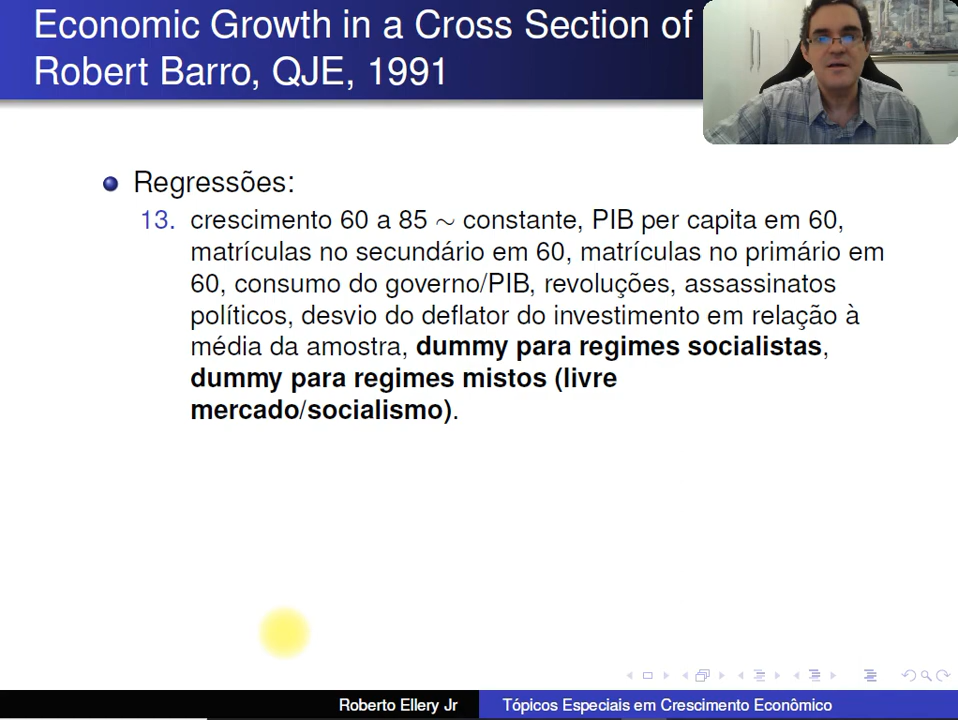 Economic Growth in a Cross Section of
Robert Barro, QJE, 1991
Regressões:
13. crescimento 60 a 85 ∼ constante, PIB per capita em 60,
matrículas no secundário em 60, matrículas no primário em
60, consumo do governo/PIB, revoluções, assassinatos
políticos, desvio do deflator do investimento em relação à
média da amostra, dummy para regimes socialistas,
dummy para regimes mistos (livre
mercado/socialismo).
Roberto Ellery Jr
Tópicos Especiais em Crescimento Econômico